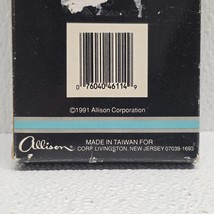 0 76040 46114 9
©1991 Allison Corporation
Allison
MADE IN TAIWAN FOR
CORP. LIVINGSTON, NEW JERSEY 07039-1693